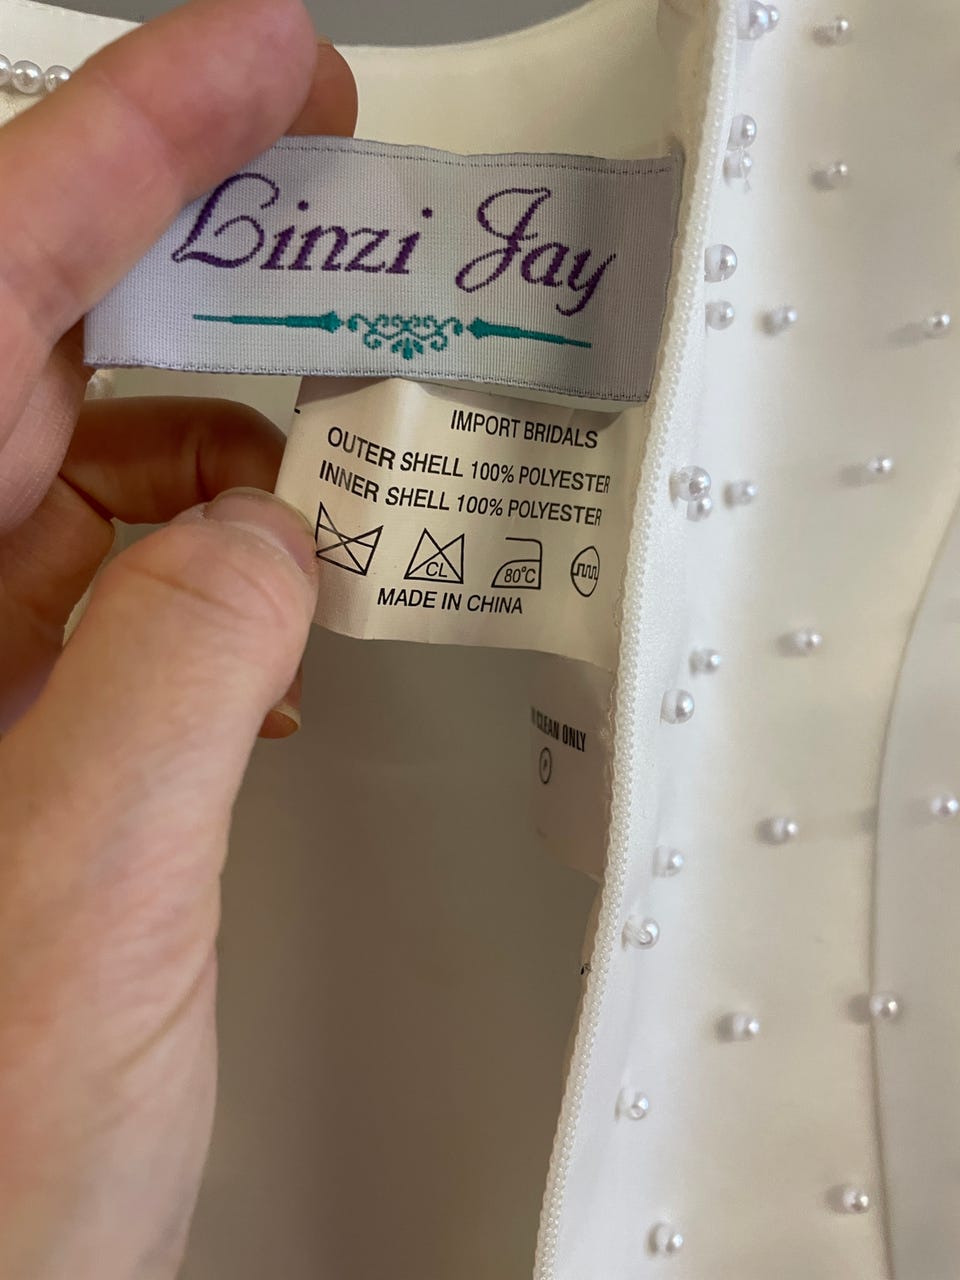 Linzi Jay
IMPORT BRIDALS
OUTER SHELL 100% POLYESTER
INNER SHELL 100% POLYESTER
CL 80°C
MADE IN CHINA
CLEAN ONLY
P